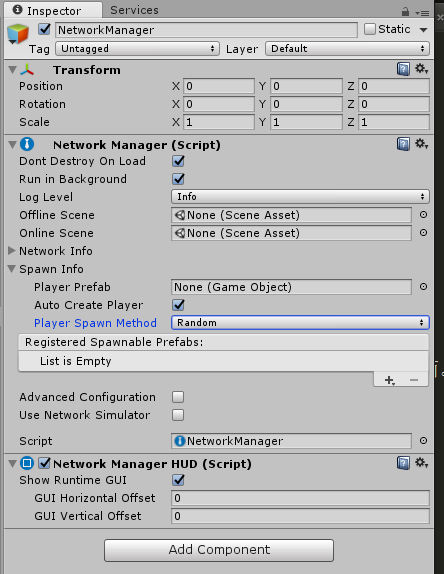 Inspector Services
NetworkManager Static
Tag Untagged Layer Default
Transform
Position X 0 Y 0 Z 0
Rotation X 0 Y 0 Z 0
Scale X 1 Y 1 Z 1
Network Manager (Script)
Dont Destroy On Load
Run in Background
Log Level Info
Offline Scene None (Scene Asset)
Online Scene None (Scene Asset)
Network Info
Spawn Info
Player Prefab None (Game Object)
Auto Create Player
Player Spawn Method Random
Registered Spawnable Prefabs:
List is Empty
Advanced Configuration
Use Network Simulator
Script NetworkManager
Network Manager HUD (Script)
Show Runtime GUI
GUI Horizontal Offset 0
GUI Vertical Offset 0
Add Component